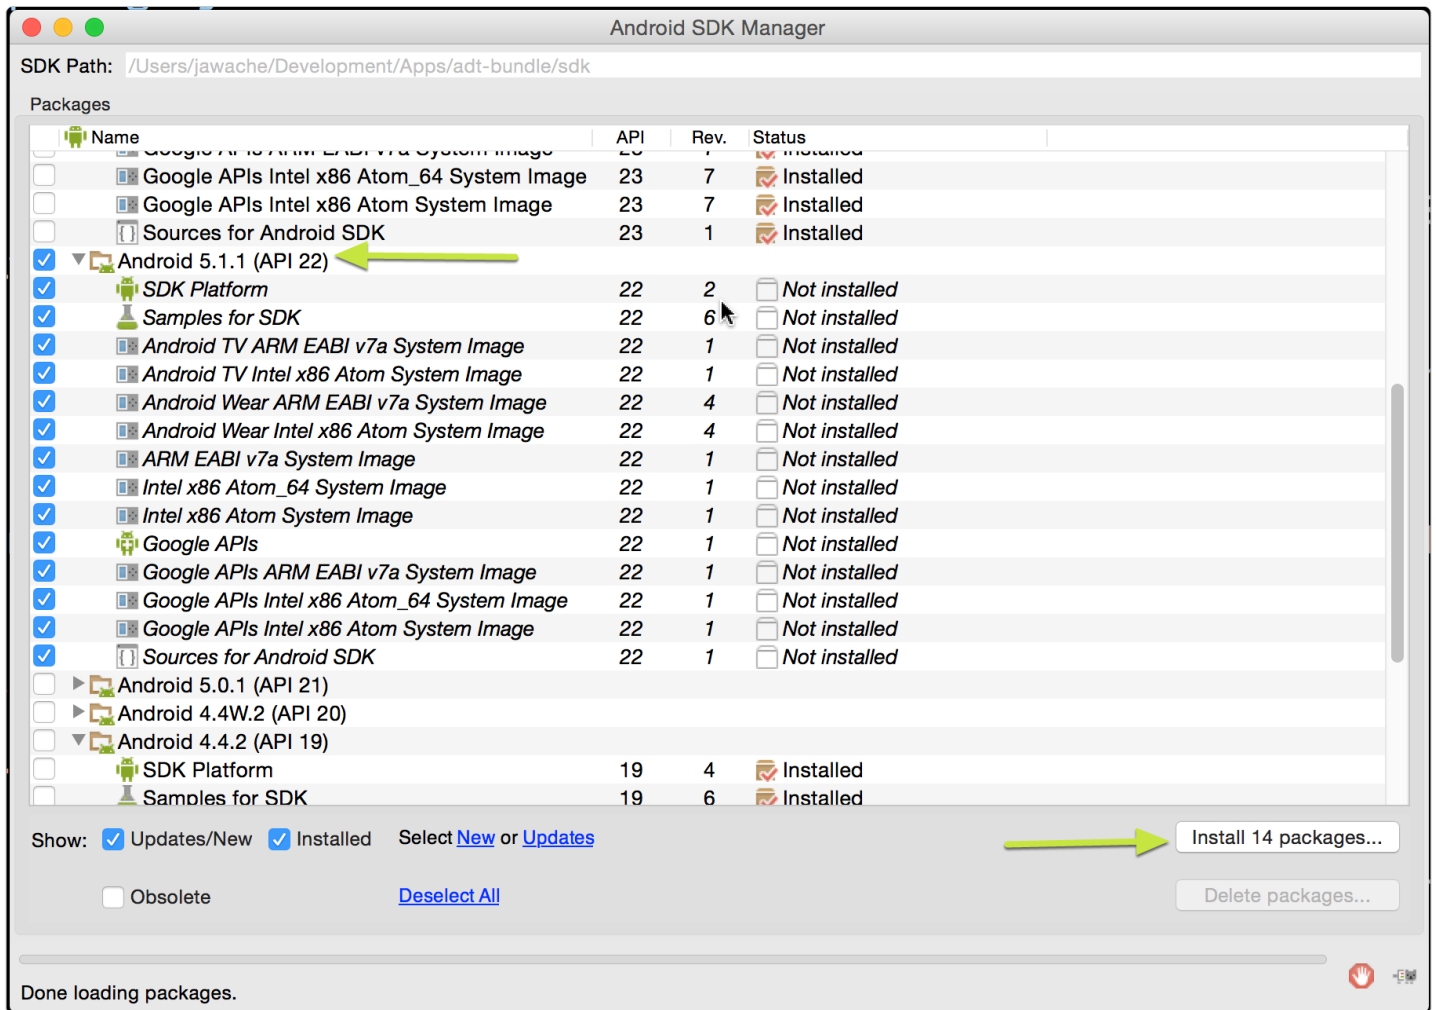 Android SDK Manager
SDK Path: /Users/jawache/Development/Apps/adt-bundle/sdk
Packages
Name API Rev. Status
Google APIs ARM EABI v7a System Image 23 7 Installed
Google APIs Intel x86 Atom_64 System Image 23 7 Installed
Google APIs Intel x86 Atom System Image 23 7 Installed
Sources for Android SDK 23 1 Installed
Android 5.1.1 (API 22)
SDK Platform 22 2 Not installed
Samples for SDK 22 6 Not installed
Android TV ARM EABI v7a System Image 22 1 Not installed
Android TV Intel x86 Atom System Image 22 1 Not installed
Android Wear ARM EABI v7a System Image 22 4 Not installed
Android Wear Intel x86 Atom System Image 22 4 Not installed
ARM EABI v7a System Image 22 1 Not installed
Intel x86 Atom_64 System Image 22 1 Not installed
Intel x86 Atom System Image 22 1 Not installed
Google APIs 22 1 Not installed
Google APIs ARM EABI v7a System Image 22 1 Not installed
Google APIs Intel x86 Atom_64 System Image 22 1 Not installed
Google APIs Intel x86 Atom System Image 22 1 Not installed
Sources for Android SDK 22 1 Not installed
Android 5.0.1 (API 21)
Android 4.4W.2 (API 20)
Android 4.4.2 (API 19)
SDK Platform 19 4 Installed
Samples for SDK 19 6 Installed
Show: Updates/New Installed Select New or Updates Install 14 packages...
Obsolete Deselect All Delete packages...
Done loading packages.